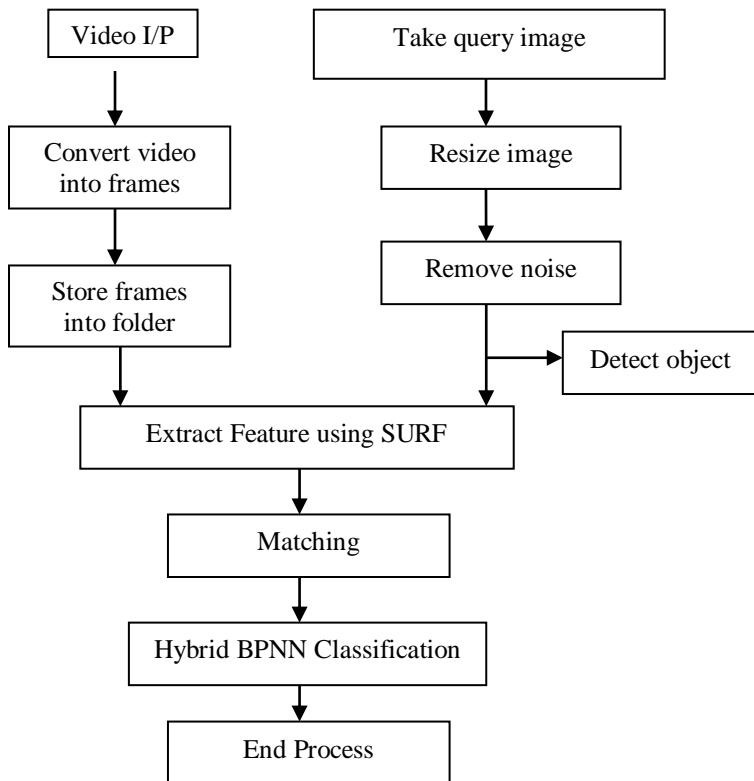 Video I/P
Take query image
Convert video
into frames
Resize image
Store frames
into folder
Remove noise
Detect object
Extract Feature using SURF
Matching
Hybrid BPNN Classification
End Process